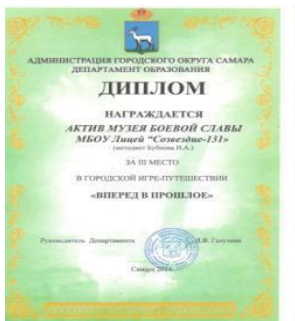 АДМИНИСТРАЦИЯ ГОРОДСКОГО ОКРУГА САМАРА
ДЕПАРТАМЕНТ ОБРАЗОВАНИЯ
ДИПЛОМ
НАГРАЖДАЕТСЯ
АКТИВ МУЗЕЯ БОЕВОЙ СЛАВЫ
МБОУ Лицей "Созвездие-131»
(методист Бубнова И.А.)
ЗА III МЕСТО
В ГОРОДСКОЙ ИГРЕ-ПУТЕШЕСТВИИ
«ВПЕРЕД В ПРОШЛОЕ»
Руководитель Департамента
Н.В. Галузина
Самара